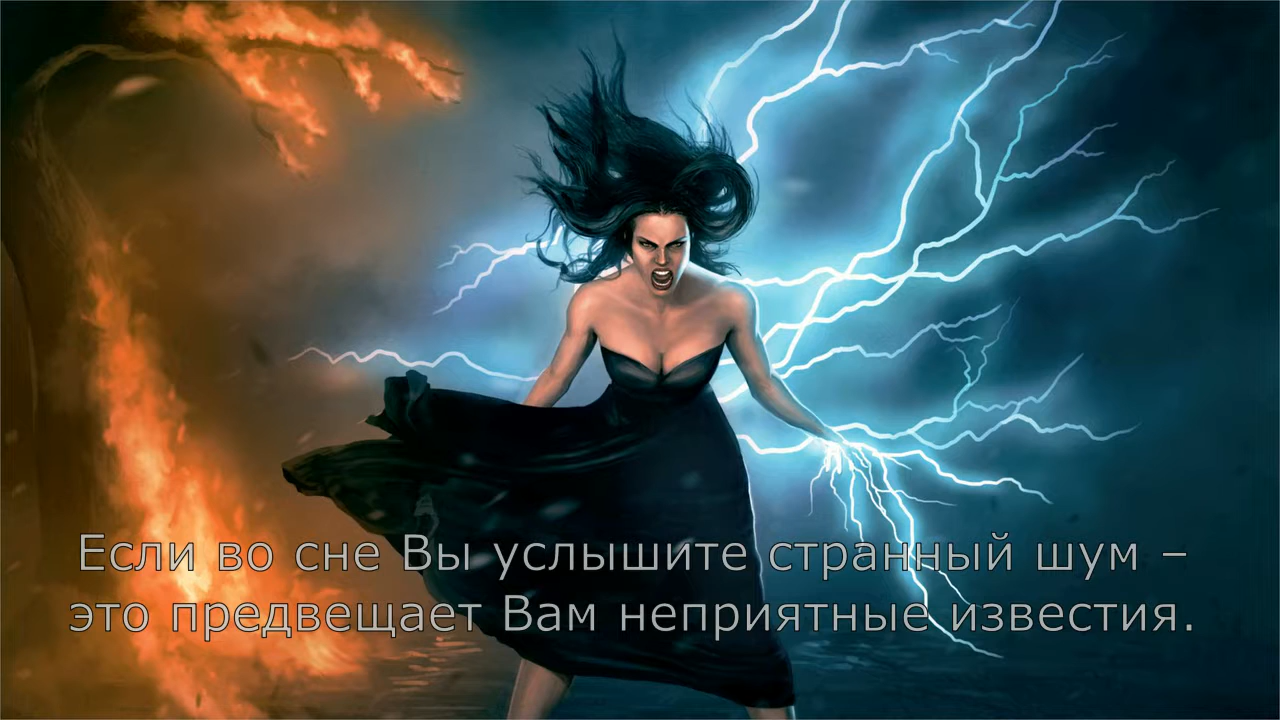 Если во сне Вы услышите странный шум –
это предвещает Вам неприятные известия.